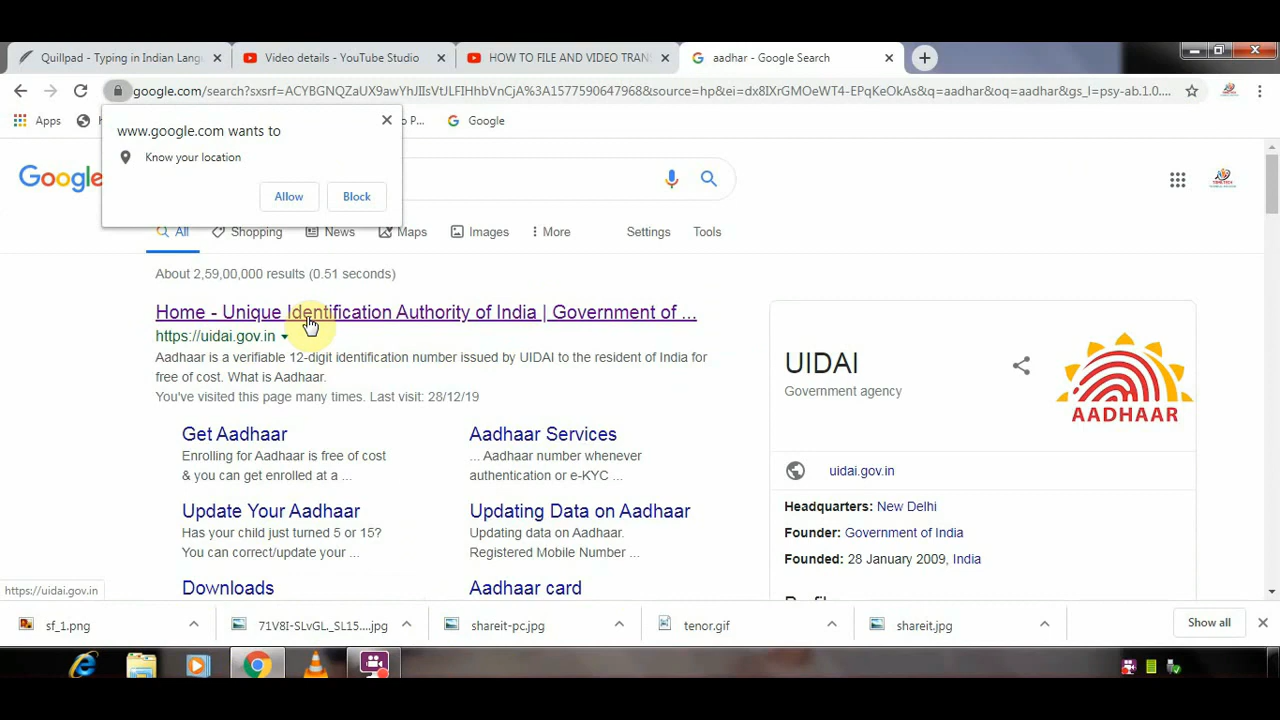 Quillpad - Typing in Indian Langu
Video details - YouTube Studio
HOW TO FILE AND VIDEO TRAN
aadhar - Google Search
google.com/search?sxsrf=ACYBGNQZaUX9awYhJIIsVtJLFIHhbVnCjA%3A1577590647968&source=hp&ei=dx8IXrGMOeWT4-EPqKeOkAs&q=aadhar&oq=aadhar&gs_l=psy-ab.1.0....
Apps
o P...
Google
www.google.com wants to
Know your location
Allow
Block
Google
All
Shopping
News
Maps
Images
More
Settings
Tools
About 2,59,00,000 results (0.51 seconds)
Home - Unique Identification Authority of India | Government of ...
https://uidai.gov.in
Aadhaar is a verifiable 12-digit identification number issued by UIDAI to the resident of India for
free of cost. What is Aadhaar.
You've visited this page many times. Last visit: 28/12/19
Get Aadhaar
Enrolling for Aadhaar is free of cost
& you can get enrolled at a ...
Aadhaar Services
... Aadhaar number whenever
authentication or e-KYC ...
Update Your Aadhaar
Has your child just turned 5 or 15?
You can correct/update your ...
Updating Data on Aadhaar
Updating data on Aadhaar.
Registered Mobile Number ...
Downloads
Aadhaar card
UIDAI
Government agency
AADHAAR
uidai.gov.in
Headquarters: New Delhi
Founder: Government of India
Founded: 28 January 2009, India
https://uidai.gov.in
sf_1.png
71V8I-SLvGL._SL15....jpg
shareit-pc.jpg
tenor.gif
shareit.jpg
Show all